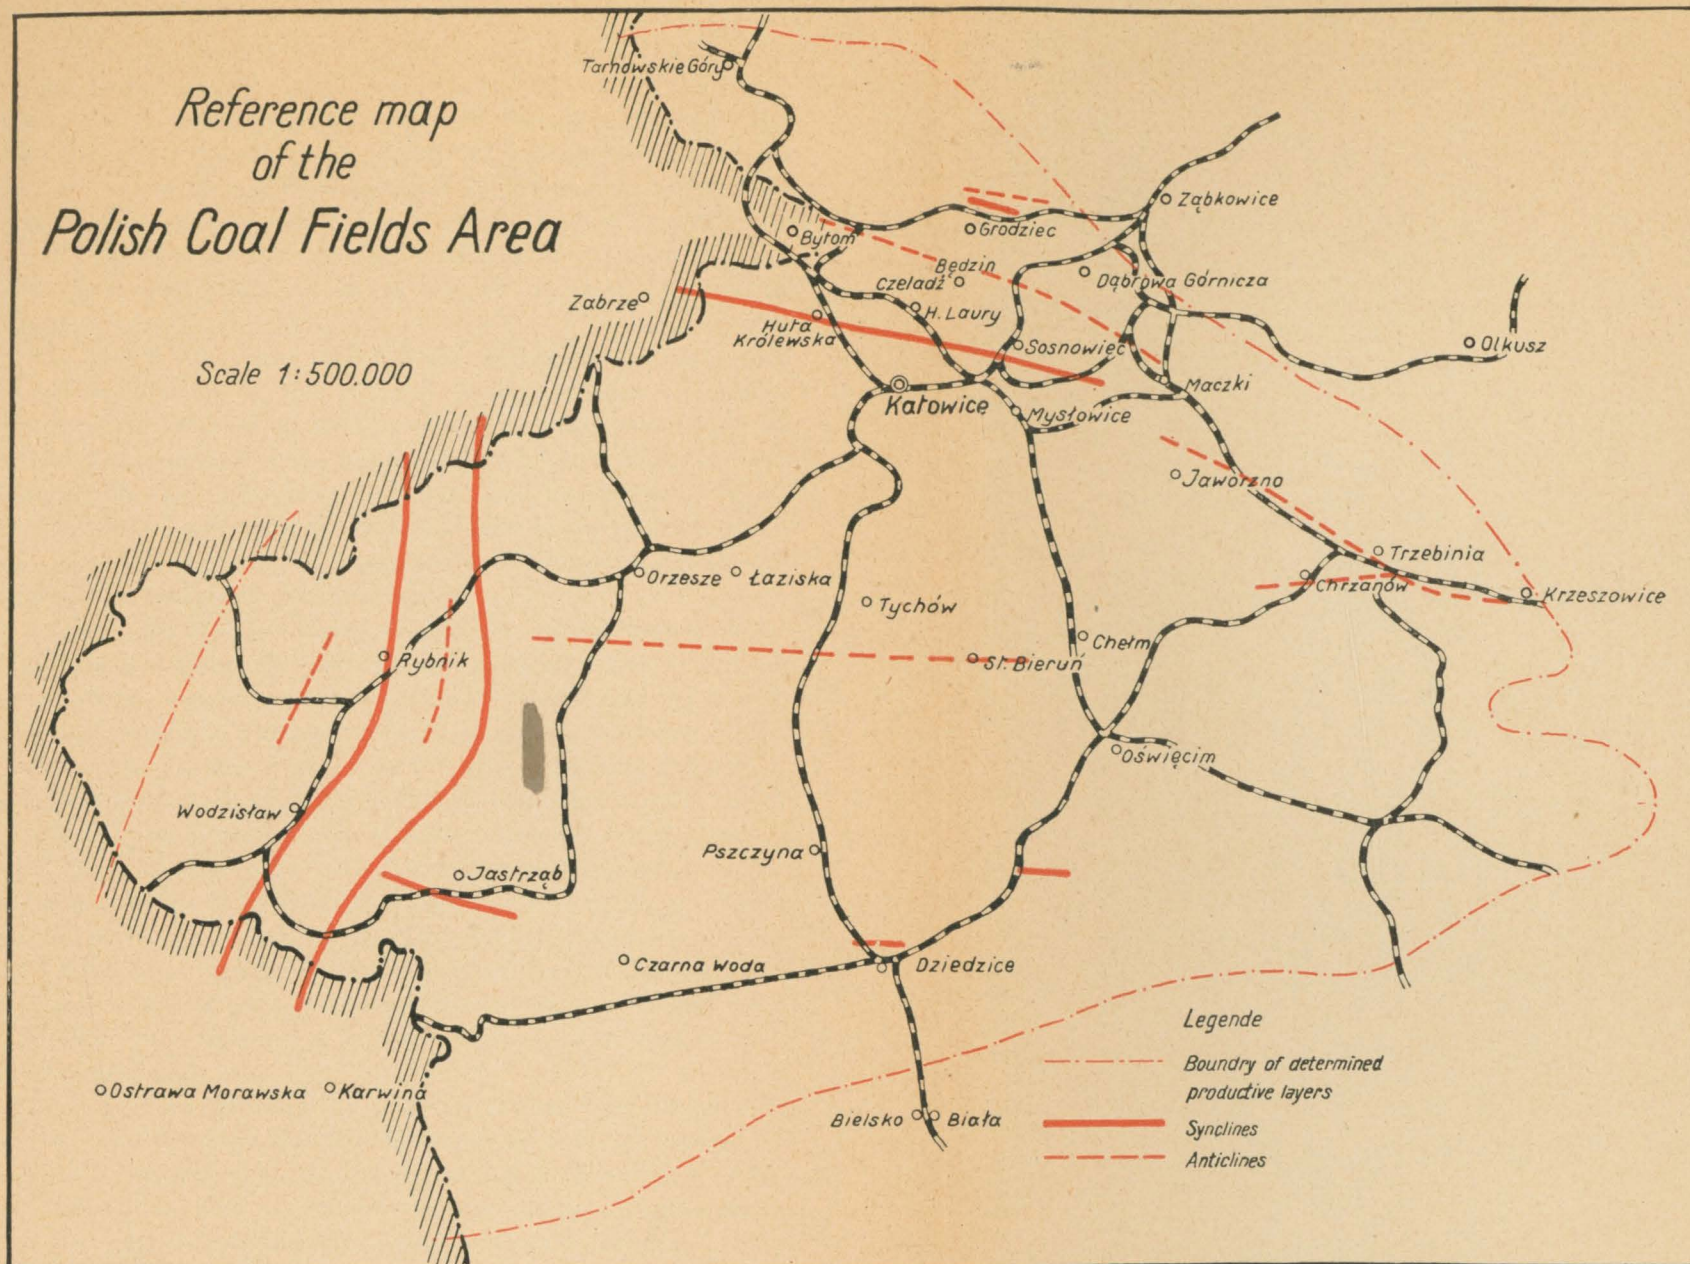 Reference map
of the
Polish Coal Fields Area
Scale 1:500.000
Tarnowskie Góry
Ząbkowice
Grodziec
Bytom
Będzin
Czeladź
Dąbrowa Górnicza
Zabrze
H. Laury
Huta
Królewska
Sosnowiec
Olkusz
Maczki
Katowice
Mysłowice
Jaworzno
Trzebinia
Orzesze
Łaziska
Chrzanów
Krzeszowice
Tychów
Chełm
Rybnik
St. Bieruń
Oświęcim
Wodzisław
Pszczyna
Jastrząb
Czarna Woda
Dziedzice
Ostrawa Morawska
Karwina
Bielsko
Biała
Legende
Boundry of determined
productive layers
Synclines
Anticlines